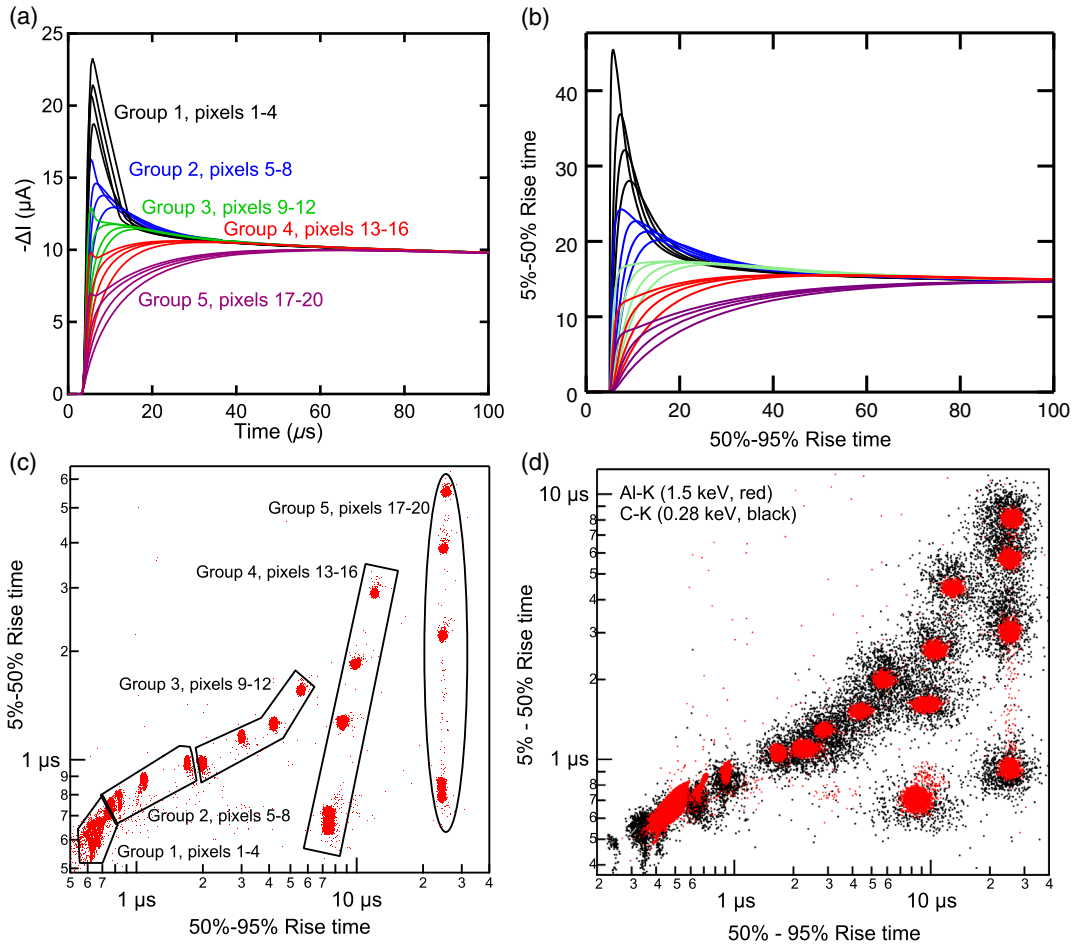 (a)
25
20
15
10
5
0
-ΔI (μA)
Group 1, pixels 1-4
Group 2, pixels 5-8
Group 3, pixels 9-12
Group 4, pixels 13-16
Group 5, pixels 17-20
0 20 40 60 80 100
Time (μs)
(b)
40
30
20
10
0
5%-50% Rise time
0 20 40 60 80 100
50%-95% Rise time
(c)
6
5
4
3
2
1 μs
9
8
7
6
5
5%-50% Rise time
Group 5, pixels 17-20
Group 4, pixels 13-16
Group 3, pixels 9-12
Group 2, pixels 5-8
Group 1, pixels 1-4
5 6 7 2 3 4 5 6 7 2 3 4
1 μs 10 μs
50%-95% Rise time
(d)
Al-K (1.5 keV, red)
C-K (0.28 keV, black)
10 μs
8
7
6
5
4
3
2
1 μs
8
7
6
5
4
5% - 50% Rise time
2 3 4 5 6 2 3 4 5 6 2 3 4
1 μs 10 μs
50% - 95% Rise time